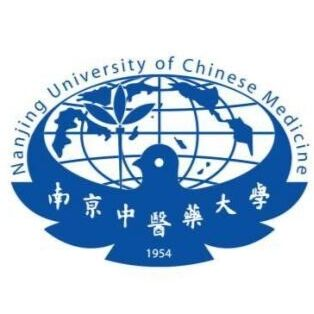 Nanjing University of Chinese Medicine
南京中醫藥大學
1954